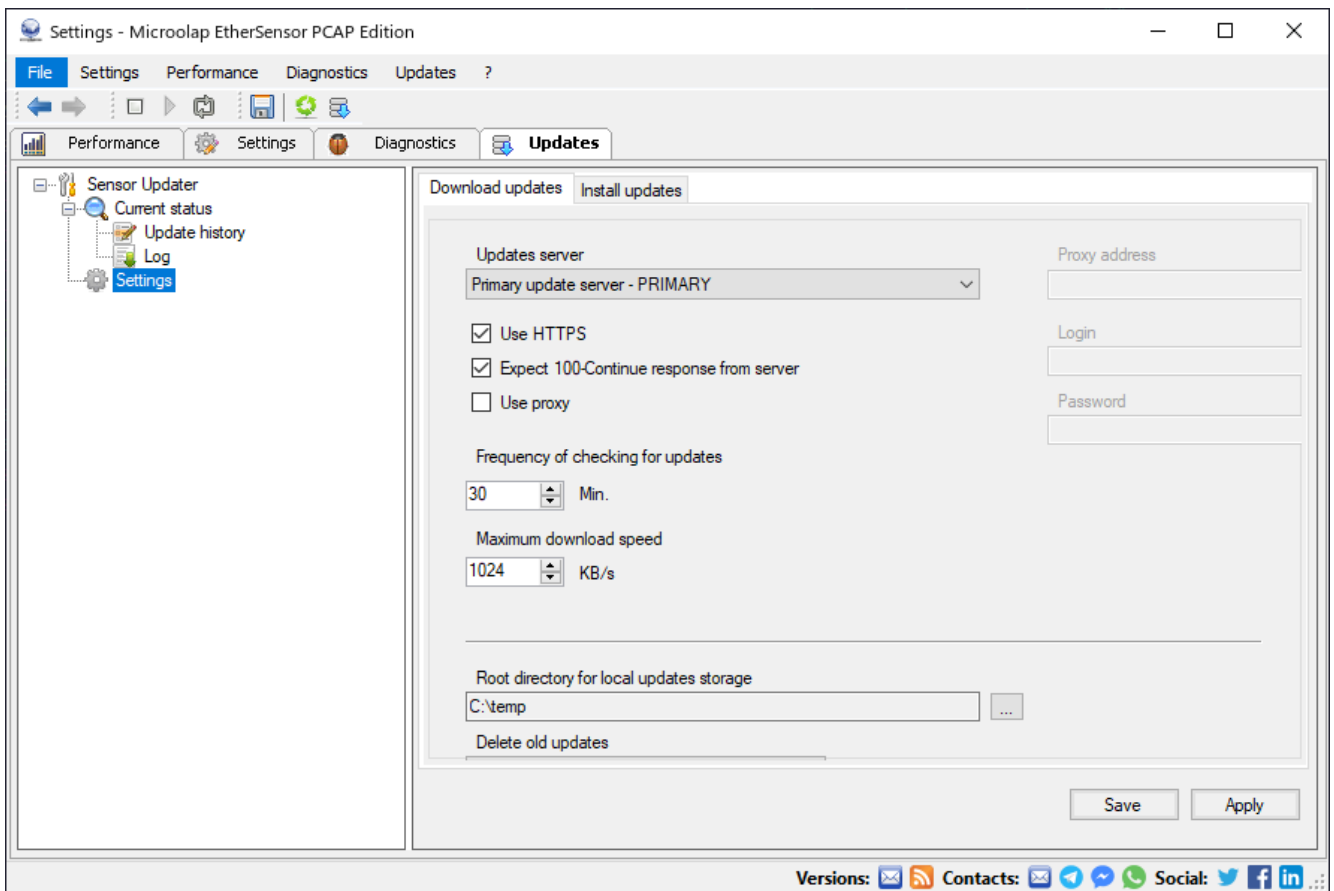 Settings - Microolap EtherSensor PCAP Edition
File Settings Performance Diagnostics Updates ?
Performance Settings Diagnostics Updates
Sensor Updater
Current status
Update history
Log
Settings
Download updates Install updates
Updates server
Primary update server - PRIMARY
Use HTTPS
Expect 100-Continue response from server
Use proxy
Proxy address
Login
Password
Frequency of checking for updates
30 Min.
Maximum download speed
1024 KB/s
Root directory for local updates storage
C:\temp ...
Delete old updates
Save Apply
Versions: Contacts: Social: